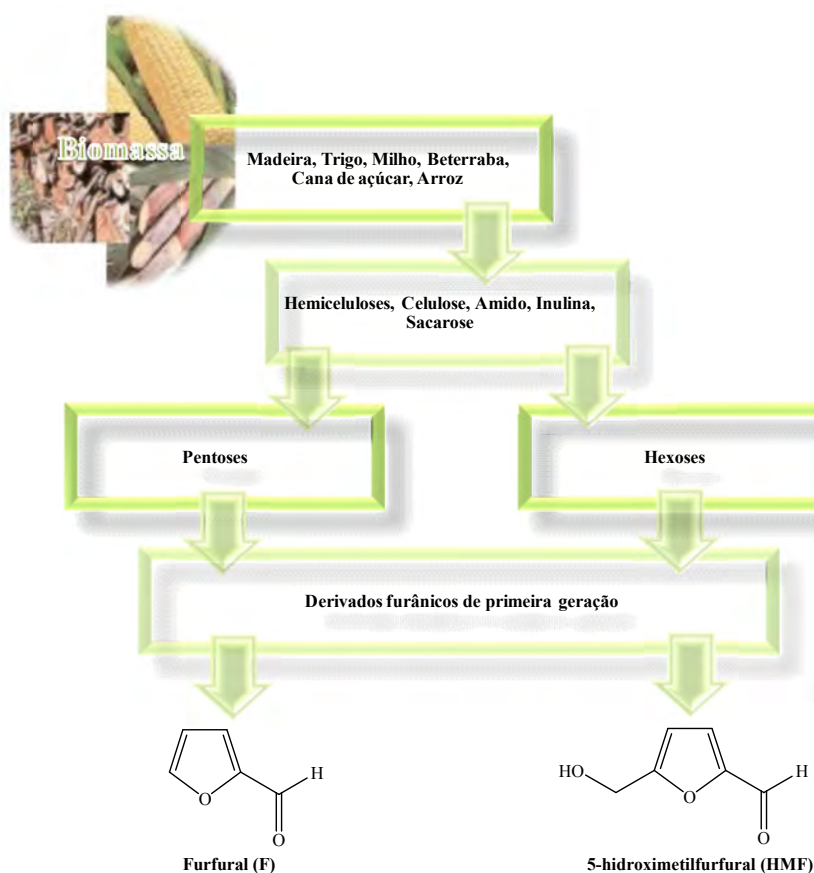 Biomassa
Madeira, Trigo, Milho, Beterraba,
Cana de açúcar, Arroz
Hemiceluloses, Celulose, Amido, Inulina,
Sacarose
Pentoses
Hexoses
Derivados furânicos de primeira geração
O
H
O
HO
O
H
O
Furfural (F)
5-hidroximetilfurfural (HMF)